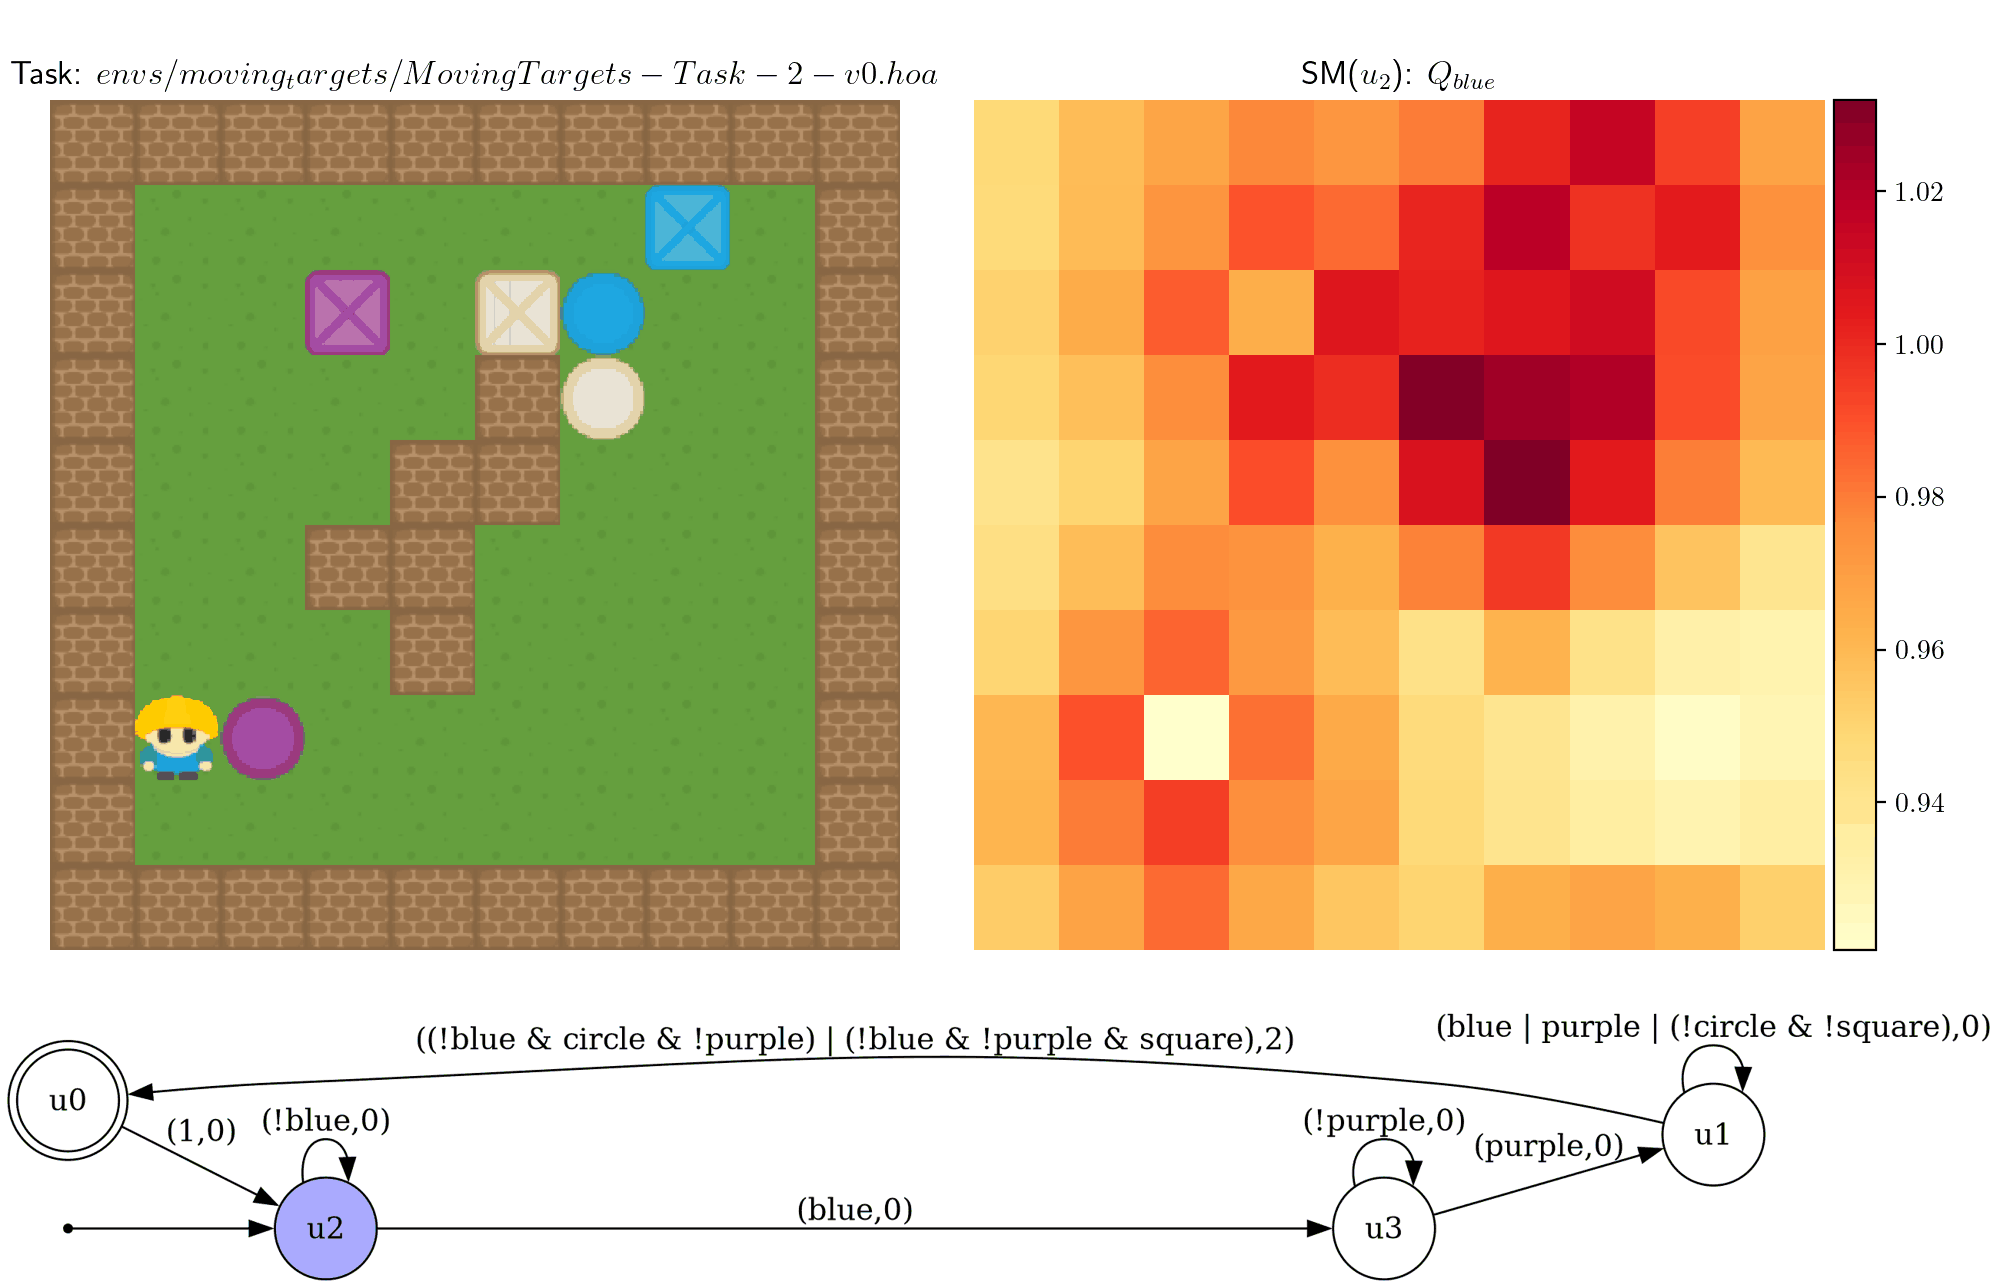 Task: envs/moving_targets/MovingTargets − Task − 2 − v0.hoa
SM(u_2): Q_blue
1.02
1.00
0.98
0.96
0.94
(blue | purple | (!circle & !square),0)
((!blue & circle & !purple) | (!blue & !purple & square),2)
u0
(1,0)
(!blue,0)
(!purple,0)
(purple,0)
u1
(blue,0)
u2
u3